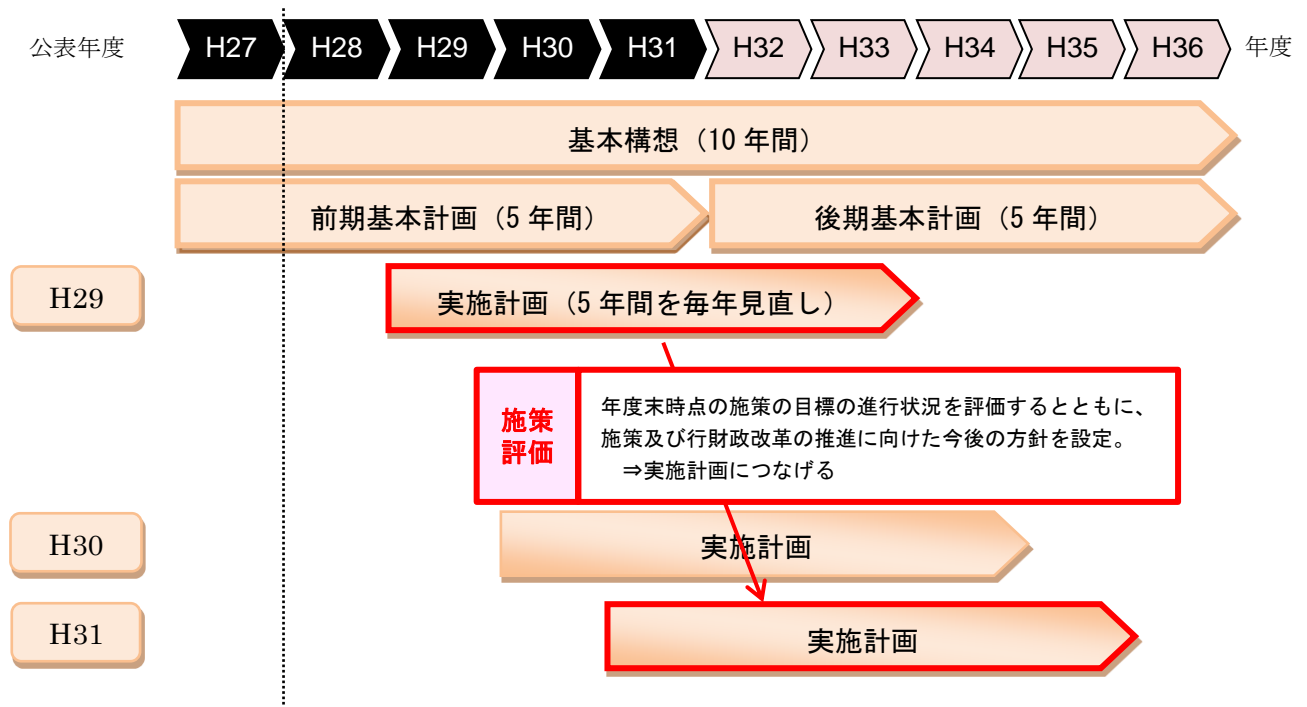 公表年度 H27 H28 H29 H30 H31 H32 H33 H34 H35 H36 年度
基本構想（10 年間）
前期基本計画（5 年間） 後期基本計画（5 年間）
H29 実施計画（5 年間を毎年見直し）
施策
評価
年度末時点の施策の目標の進行状況を評価するとともに、
施策及び行財政改革の推進に向けた今後の方針を設定。
⇒実施計画につなげる
H30 実施計画
H31 実施計画